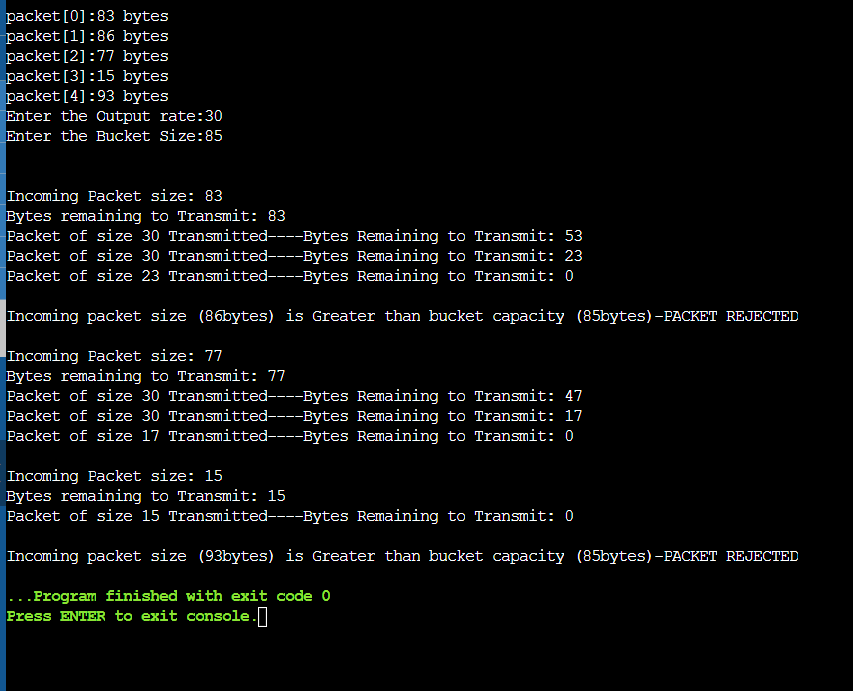 packet[0]:83 bytes
packet[1]:86 bytes
packet[2]:77 bytes
packet[3]:15 bytes
packet[4]:93 bytes
Enter the Output rate:30
Enter the Bucket Size:85
Incoming Packet size: 83
Bytes remaining to Transmit: 83
Packet of size 30 Transmitted----Bytes Remaining to Transmit: 53
Packet of size 30 Transmitted----Bytes Remaining to Transmit: 23
Packet of size 23 Transmitted----Bytes Remaining to Transmit: 0
Incoming packet size (86bytes) is Greater than bucket capacity (85bytes)-PACKET REJECTED
Incoming Packet size: 77
Bytes remaining to Transmit: 77
Packet of size 30 Transmitted----Bytes Remaining to Transmit: 47
Packet of size 30 Transmitted----Bytes Remaining to Transmit: 17
Packet of size 17 Transmitted----Bytes Remaining to Transmit: 0
Incoming Packet size: 15
Bytes remaining to Transmit: 15
Packet of size 15 Transmitted----Bytes Remaining to Transmit: 0
Incoming packet size (93bytes) is Greater than bucket capacity (85bytes)-PACKET REJECTED
...Program finished with exit code 0
Press ENTER to exit console.